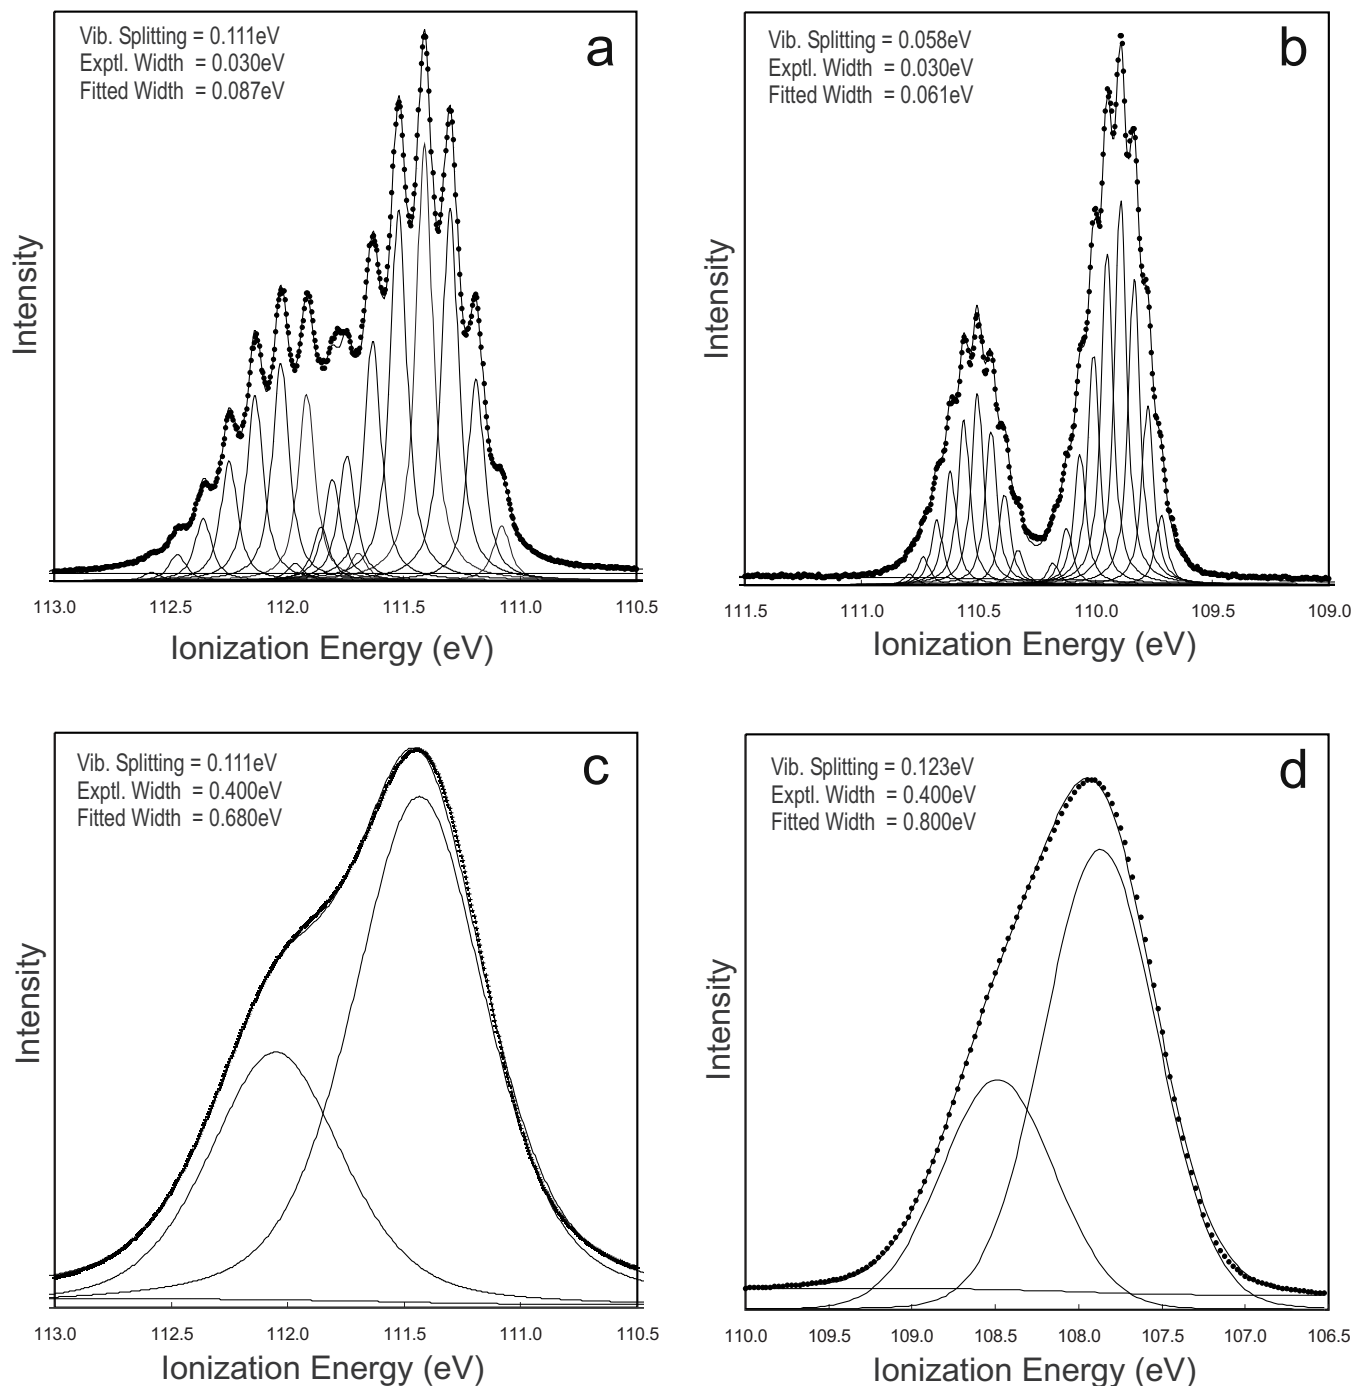 Vib. Splitting = 0.111eV
Exptl. Width = 0.030eV
Fitted Width = 0.087eV
a
Intensity
113.0 112.5 112.0 111.5 111.0 110.5
Ionization Energy (eV)
Vib. Splitting = 0.058eV
Exptl. Width = 0.030eV
Fitted Width = 0.061eV
b
Intensity
111.5 111.0 110.5 110.0 109.5 109.0
Ionization Energy (eV)
Vib. Splitting = 0.111eV
Exptl. Width = 0.400eV
Fitted Width = 0.680eV
c
Intensity
113.0 112.5 112.0 111.5 111.0 110.5
Ionization Energy (eV)
Vib. Splitting = 0.123eV
Exptl. Width = 0.400eV
Fitted Width = 0.800eV
d
Intensity
110.0 109.5 109.0 108.5 108.0 107.5 107.0 106.5
Ionization Energy (eV)